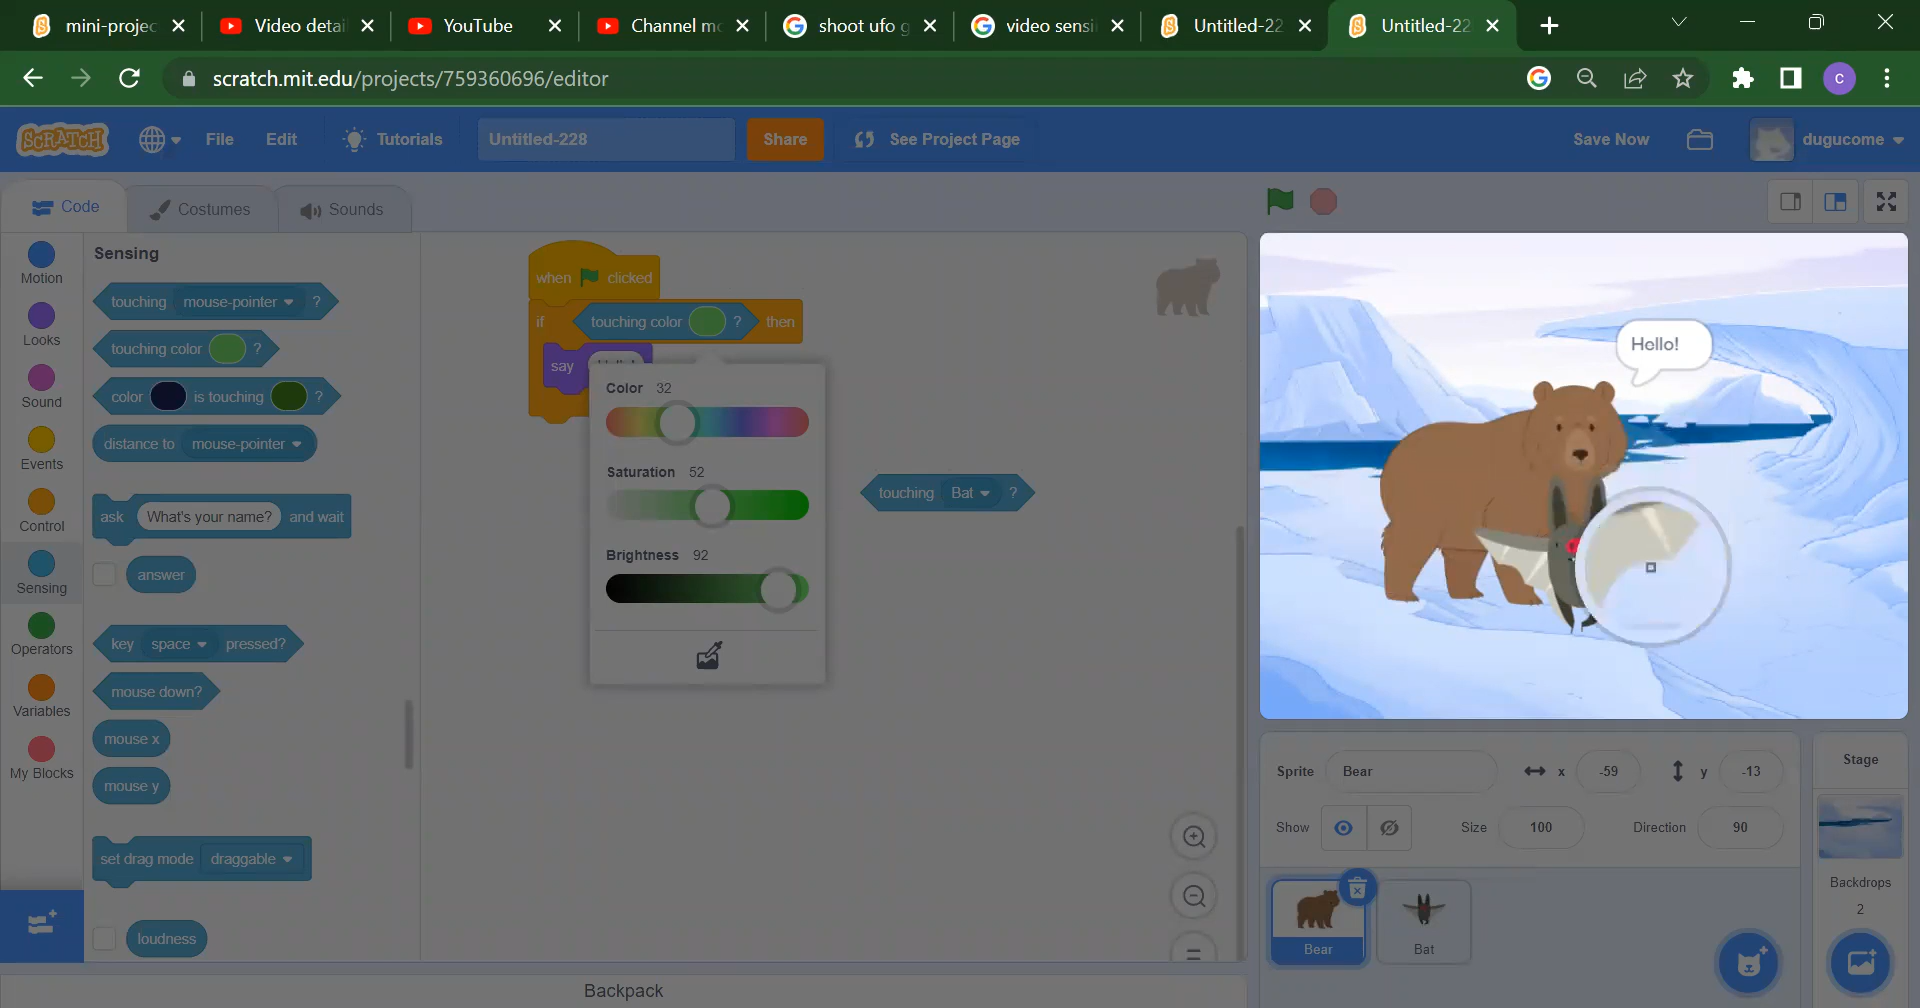 mini-projec
Video detai
YouTube
Channel mo
shoot ufo g
video sensi
Untitled-22
Untitled-22
scratch.mit.edu/projects/759360696/editor
C
SCRATCH
File
Edit
Tutorials
Untitled-228
Share
See Project Page
Save Now
dugucome
Code
Costumes
Sounds
Motion
Looks
Sound
Events
Control
Sensing
Operators
Variables
My Blocks
Sensing
touching mouse-pointer ?
touching color ?
color is touching ?
distance to mouse-pointer
ask What's your name? and wait
answer
key space pressed?
mouse down?
mouse x
mouse y
set drag mode draggable
loudness
when clicked
if touching color ? then
say
Color 32
Saturation 52
Brightness 92
touching Bat ?
Hello!
Sprite Bear x -59 y -13
Show Size 100 Direction 90
Bear
Bat
Stage
Backdrops
2
Backpack